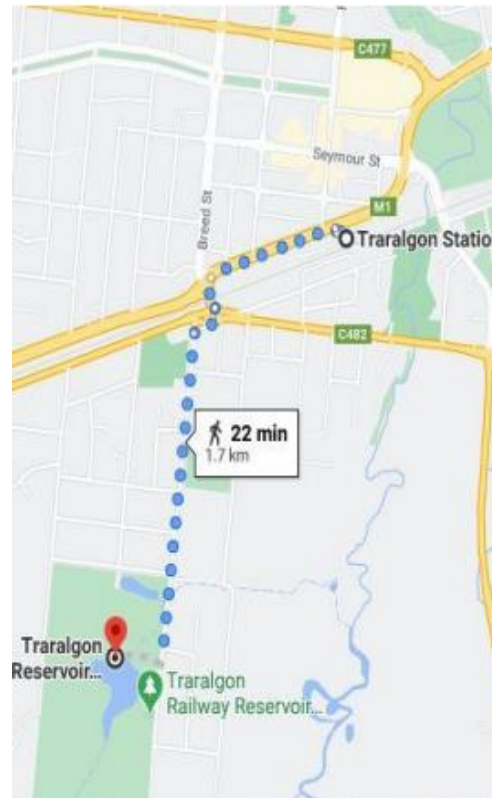 C477
Seymour St
Breed St
M1
Traralgon Statio
C482
22 min
1.7 km
Traralgon
Reservoir...
Traralgon
Railway Reservoir...